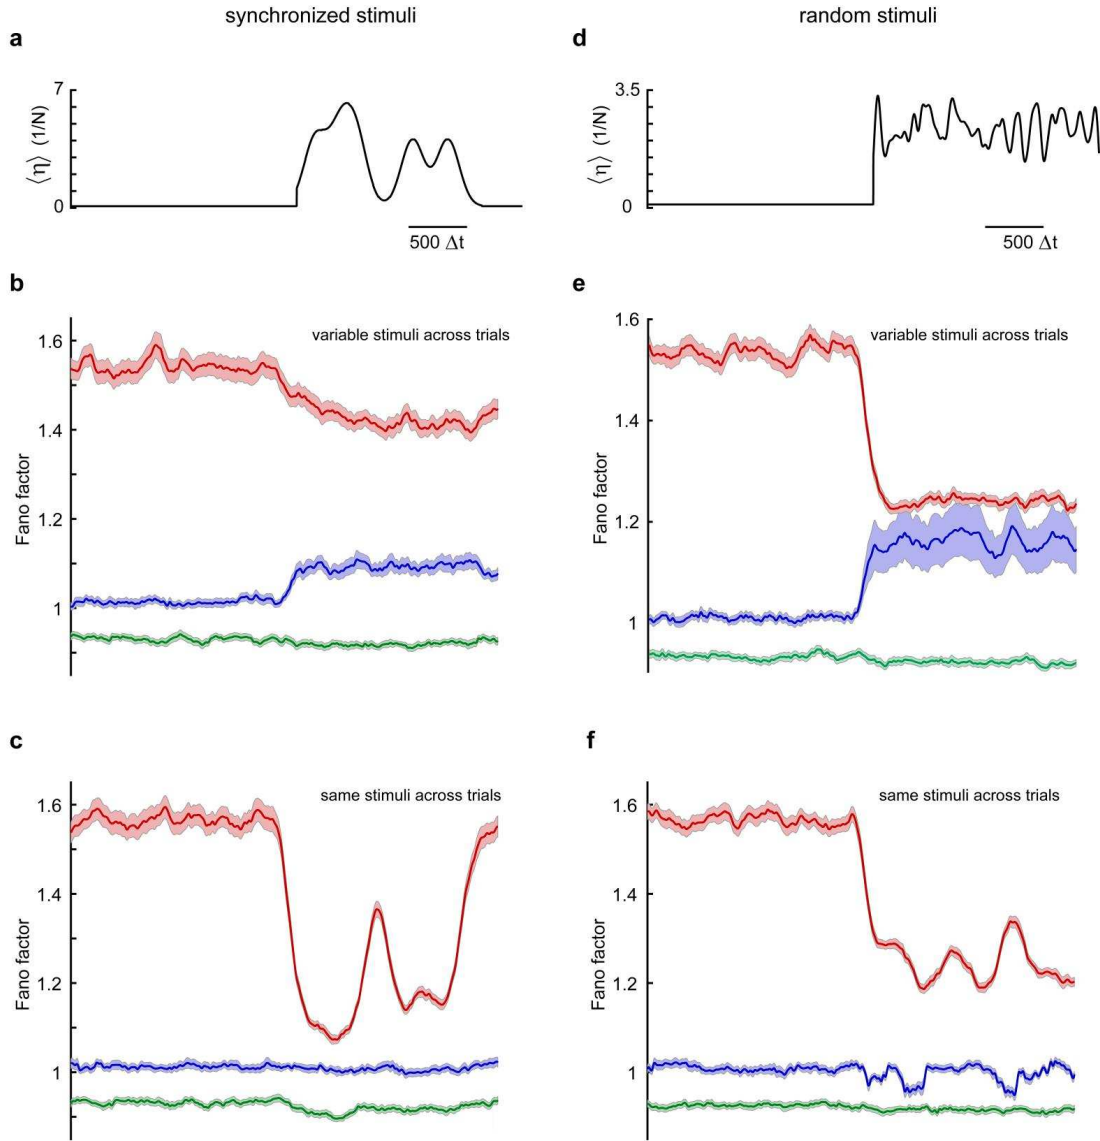 synchronized stimuli
a
7
0
⟨η⟩ (1/N)
500 Δt
b
variable stimuli across trials
1.6
1.4
1.2
1
Fano factor
c
same stimuli across trials
1.6
1.4
1.2
1
Fano factor
random stimuli
d
3.5
0
⟨η⟩ (1/N)
500 Δt
e
variable stimuli across trials
1.6
1.4
1.2
1
Fano factor
f
same stimuli across trials
1.6
1.4
1.2
1
Fano factor